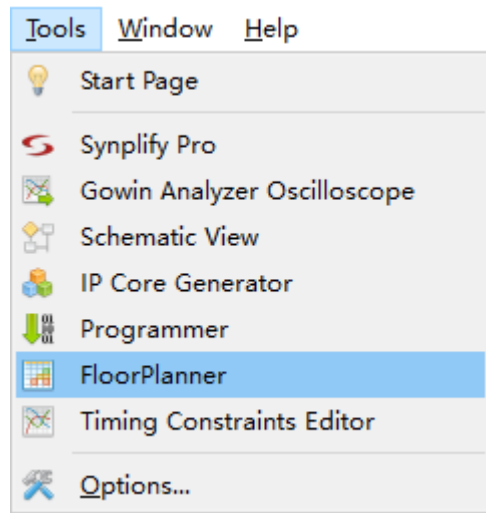 Tools Window Help
Start Page
Synplify Pro
Gowin Analyzer Oscilloscope
Schematic View
IP Core Generator
Programmer
FloorPlanner
Timing Constraints Editor
Options...